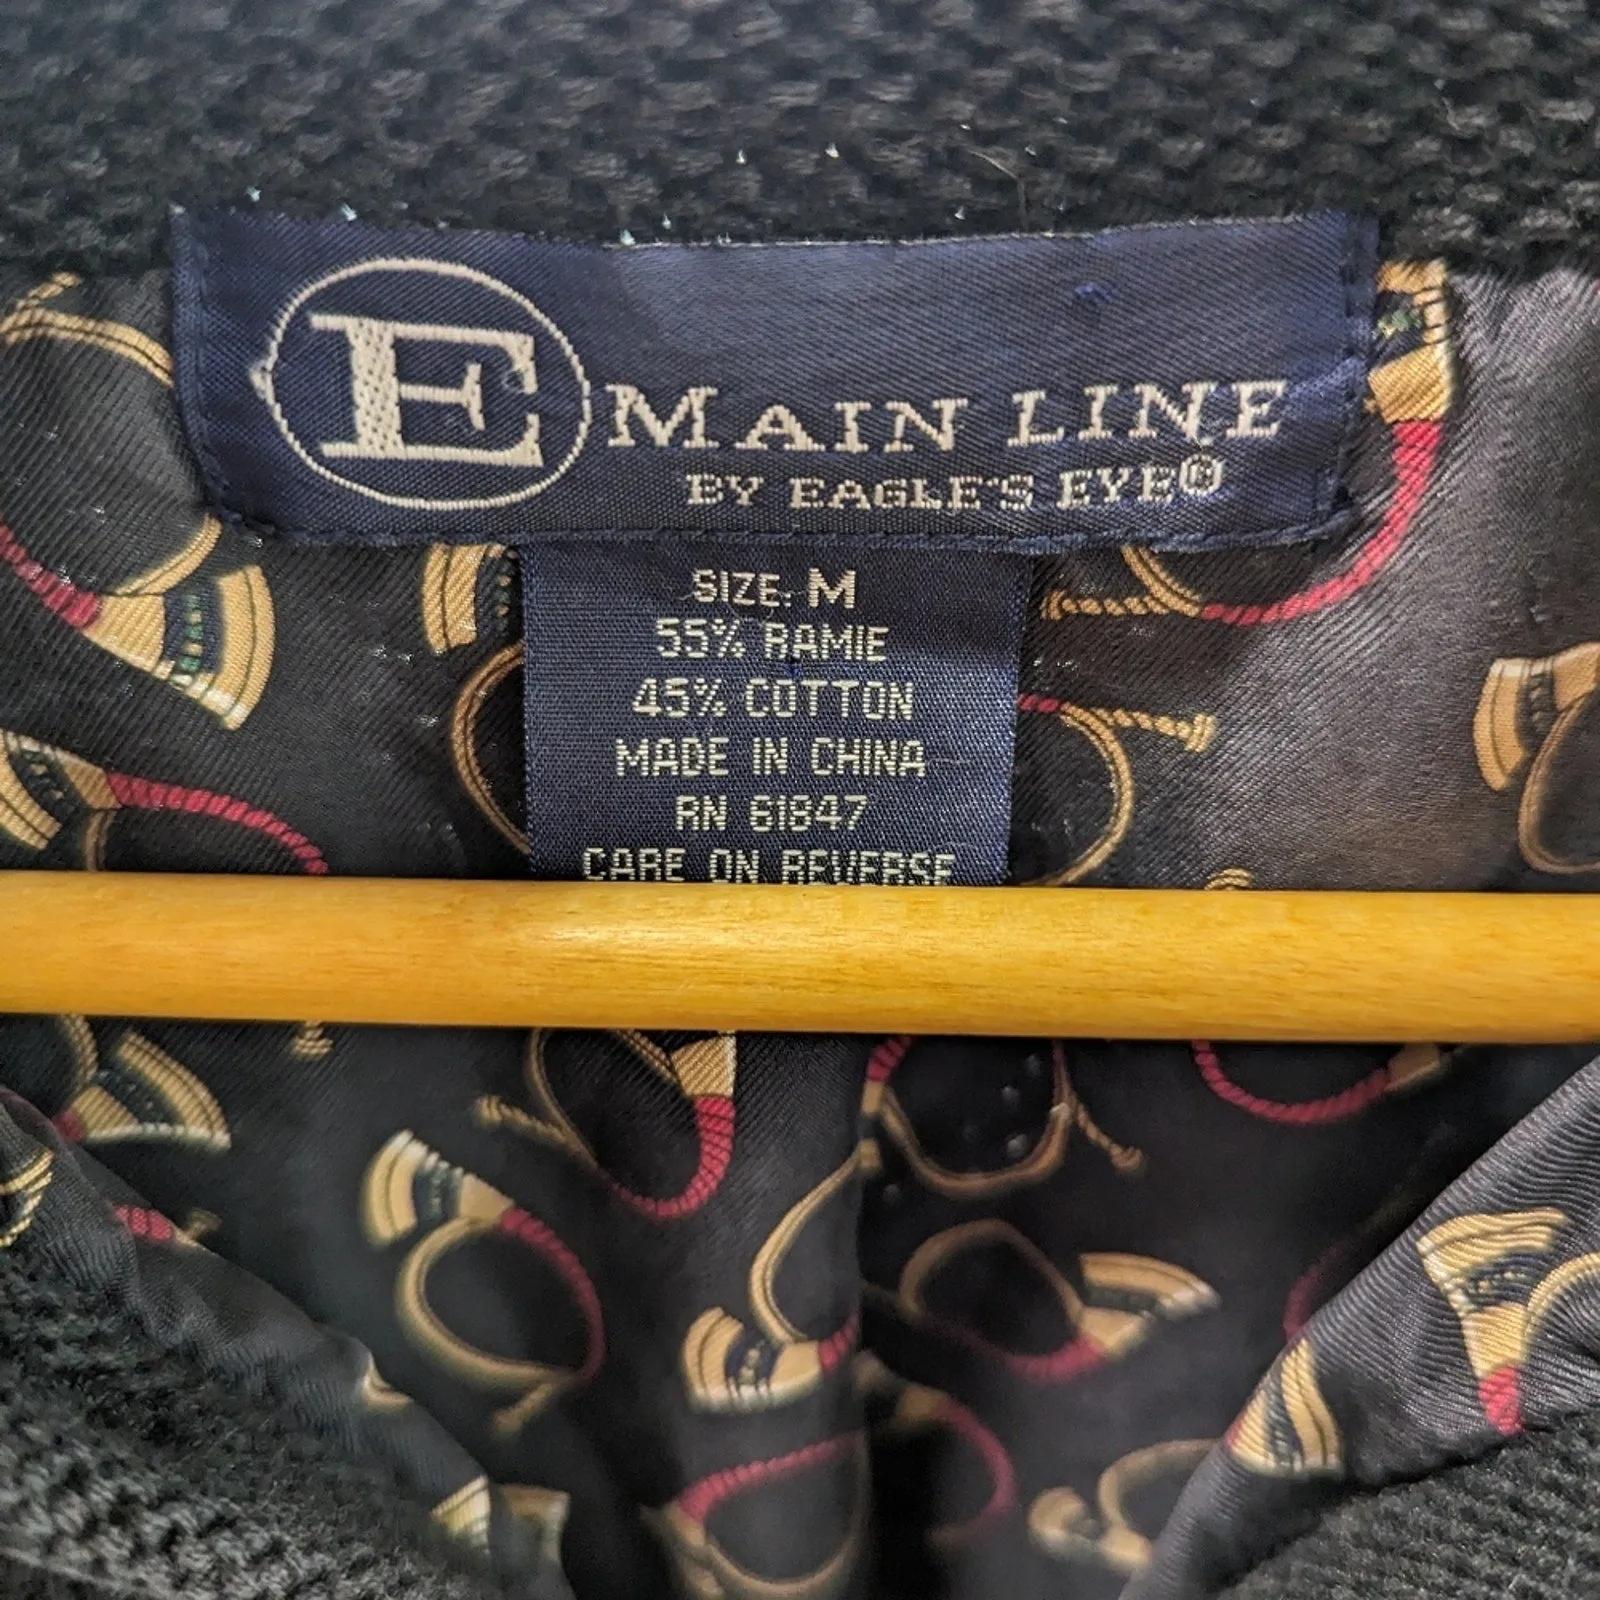 E MAIN LINE
BY EAGLE'S EYE®
SIZE: M
55% RAMIE
45% COTTON
MADE IN CHINA
RN 61847
CARE ON REVERSE